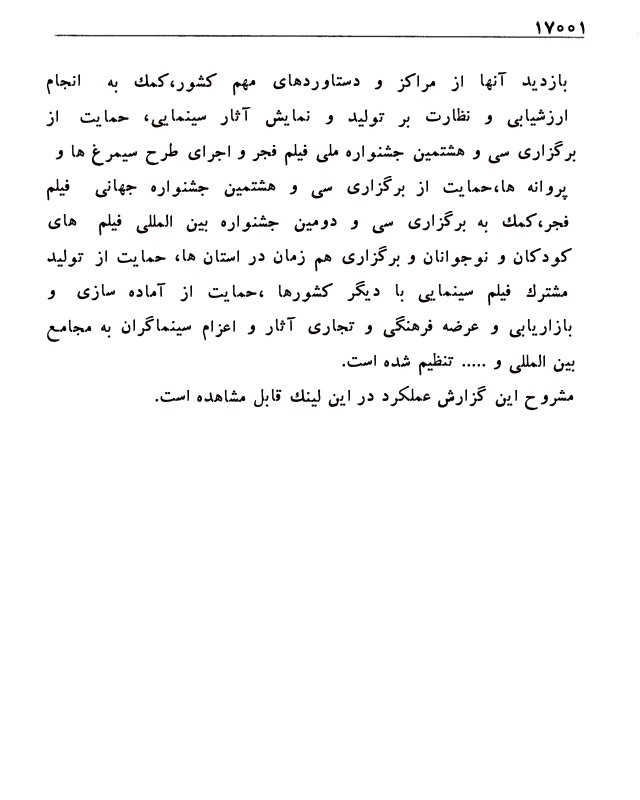 ۱۷۰۰۱
بازدید آنها از مراکز و دستاوردهای مهم کشور،کمک به انجام
ارزشیابی و نظارت بر تولید و نمایش آثار سینمایی، حمایت از
برگزاری سی و هشتمین جشنواره ملی فیلم فجر و اجرای طرح سیمرغ ها و
پروانه ها،حمایت از برگزاری سی و هشتمین جشنواره جهانی فیلم
فجر،کمک به برگزاری سی و دومین جشنواره بین المللی فیلم های
کودکان و نوجوانان و برگزاری هم زمان در استان ها، حمایت از تولید
مشترک فیلم سینمایی با دیگر کشورها ،حمایت از آماده سازی و
بازاریابی و عرضه فرهنگی و تجاری آثار و اعزام سینماگران به مجامع
بین المللی و ..... تنظیم شده است.
مشروح این گزارش عملکرد در این لینک قابل مشاهده است.